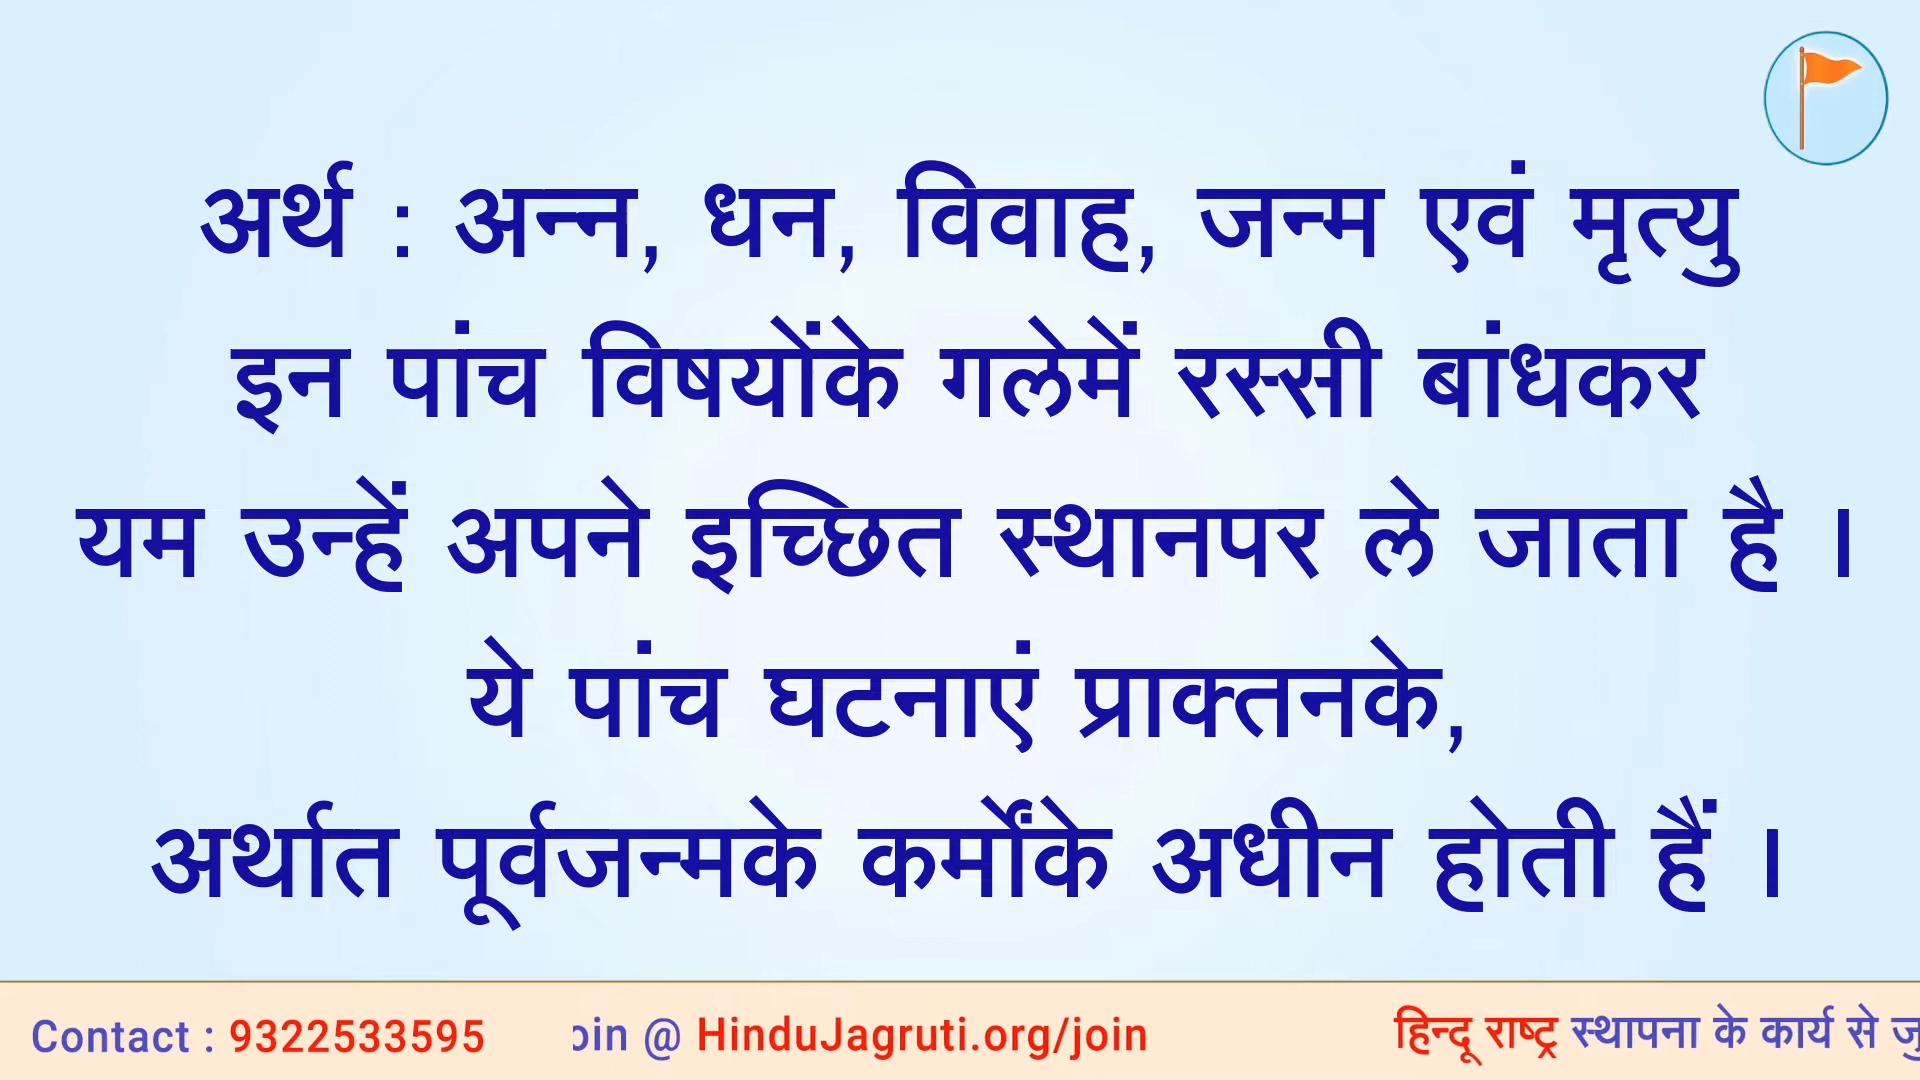 अर्थ : अन्न, धन, विवाह, जन्म एवं मृत्यु
इन पांच विषयोंके गलेमें रस्सी बांधकर
यम उन्हें अपने इच्छित स्थानपर ले जाता है ।
ये पांच घटनाएं प्राक्तनके,
अर्थात पूर्वजन्मके कर्मोंके अधीन होती हैं ।
Contact : 9322533595 @ HinduJagruti.org/join हिन्दू राष्ट्र स्थापना के कार्य से